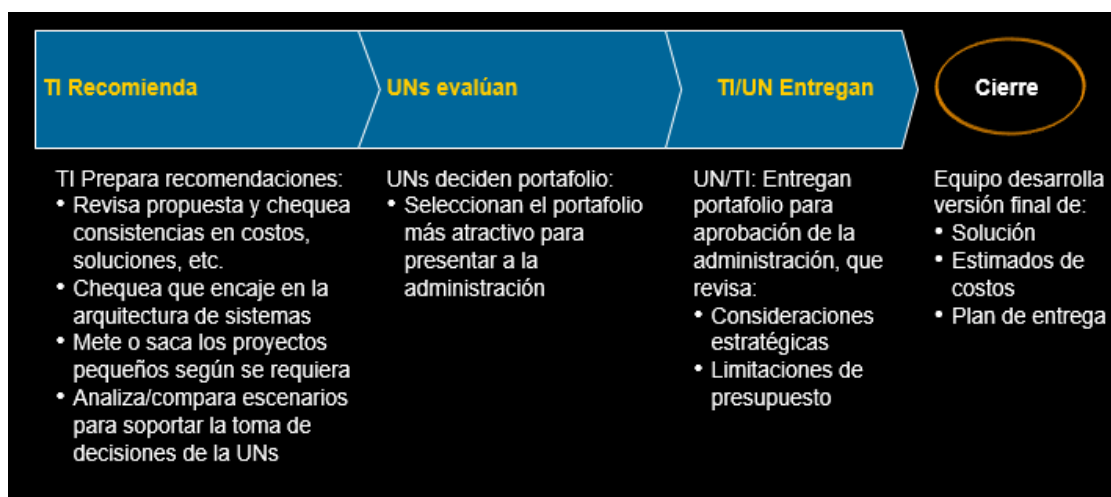 TI Recomienda
UNs evalúan
TI/UN Entregan
Cierre
TI Prepara recomendaciones:
• Revisa propuesta y chequea
consistencias en costos,
soluciones, etc.
• Chequea que encaje en la
arquitectura de sistemas
• Mete o saca los proyectos
pequeños según se requiera
• Analiza/compara escenarios
para soportar la toma de
decisiones de la UNs
UNs deciden portafolio:
• Seleccionan el portafolio
más atractivo para
presentar a la
administración
UN/TI: Entregan
portafolio para
aprobación de la
administración, que
revisa:
• Consideraciones
estratégicas
• Limitaciones de
presupuesto
Equipo desarrolla
versión final de:
• Solución
• Estimados de
costos
• Plan de entrega